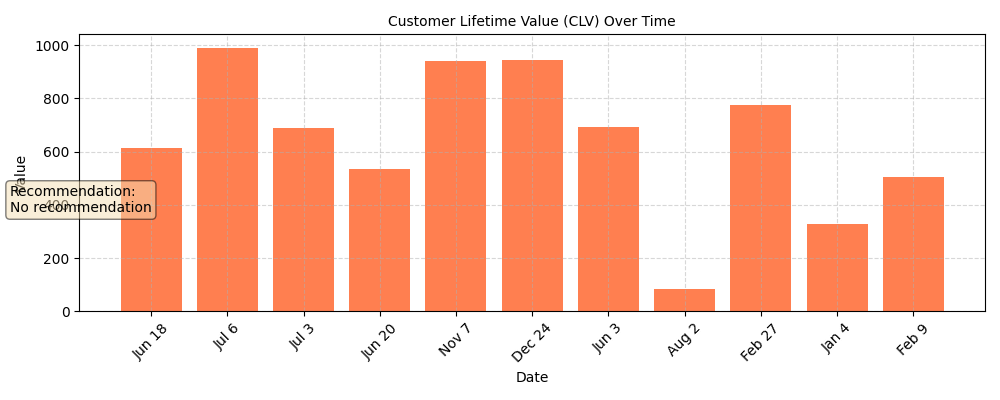 Customer Lifetime Value (CLV) Over Time
1000
800
600
400
200
0
Value
Recommendation:
No recommendation
Jun 18
Jul 6
Jul 3
Jun 20
Nov 7
Dec 24
Jun 3
Aug 2
Feb 27
Jan 4
Feb 9
Date